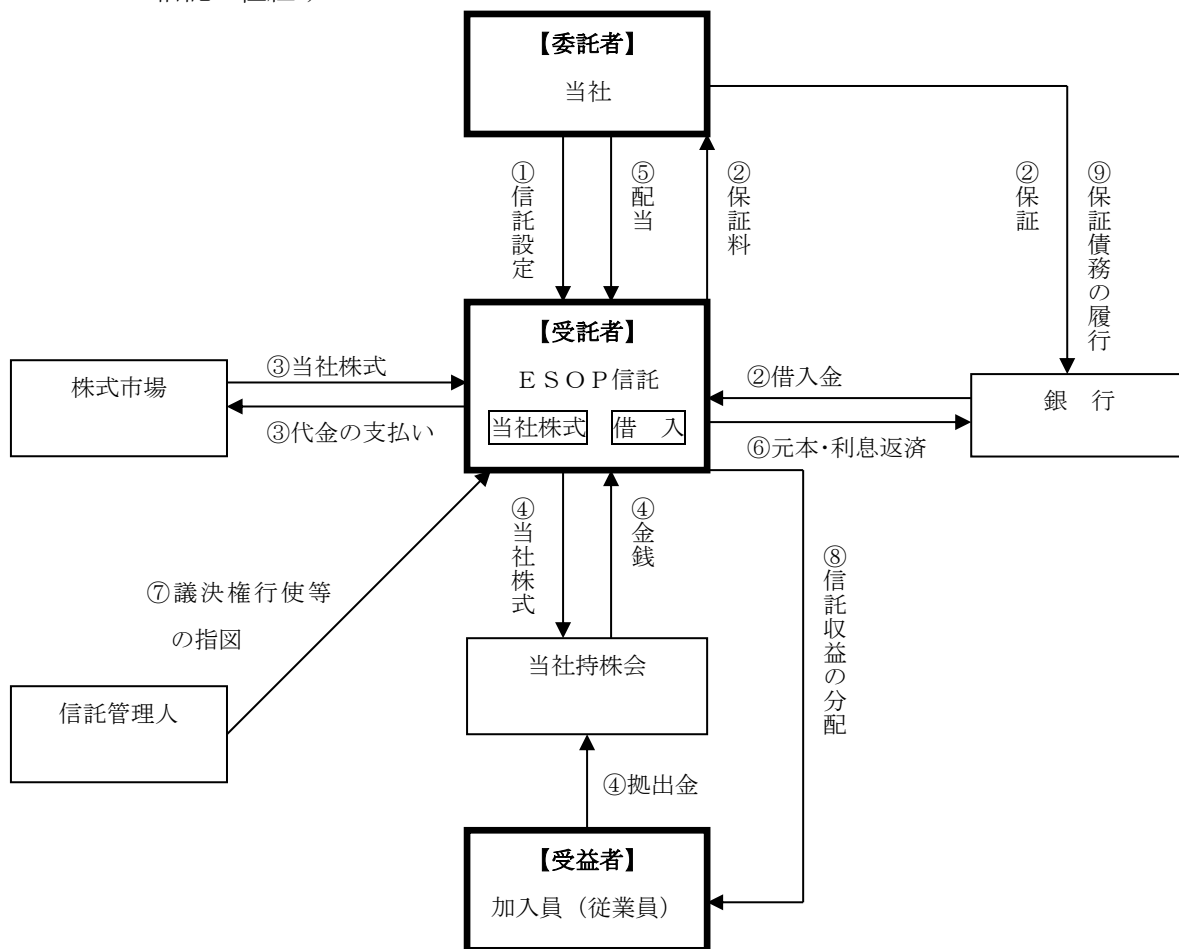 【委託者】
当社
①信託設定
⑤配当
②保証料
②保証
⑨保証債務の履行
【受託者】
ESOP信託
当社株式
借 入
株式市場
③当社株式
③代金の支払い
②借入金
⑥元本・利息返済
銀 行
④当社株式
④金銭
⑧信託収益の分配
⑦議決権行使等
の指図
当社持株会
信託管理人
④拠出金
【受益者】
加入員(従業員)